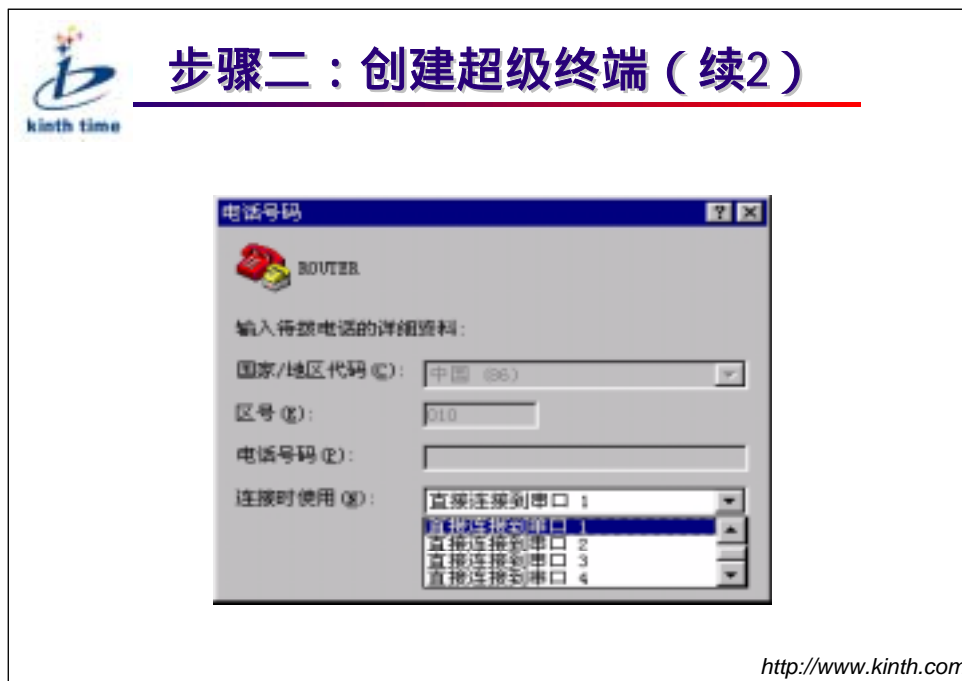 步骤二：创建超级终端（续2）
kinth time
电话号码
ROUTER
输入待拨电话的详细资料:
国家/地区代码(C): 中国 (86)
区号(E): 010
电话号码(P):
连接时使用(N): 直接连接到串口 1
直接连接到串口 1
直接连接到串口 2
直接连接到串口 3
直接连接到串口 4
http://www.kinth.com